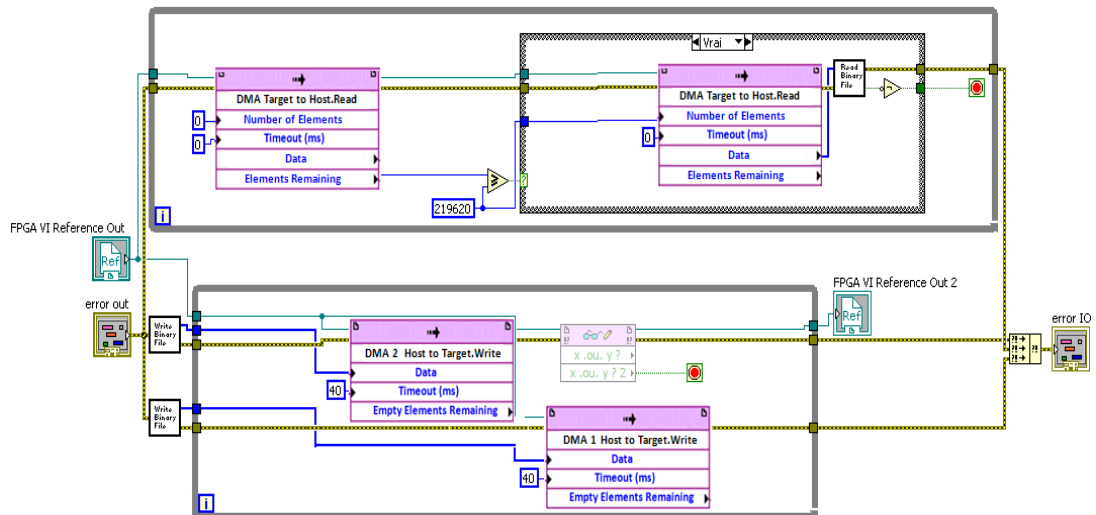 Vrai
DMA Target to Host.Read
Number of Elements
Timeout (ms)
Data
Elements Remaining
0
0
219620
?
DMA Target to Host.Read
Number of Elements
Timeout (ms)
Data
Elements Remaining
0
Read
Binary
File
i
FPGA VI Reference Out
Ref
error out
Write
Binary
File
Write
Binary
File
DMA 2 Host to Target.Write
Data
Timeout (ms)
Empty Elements Remaining
40
x .ou. y ?
x .ou. y ? 2
DMA 1 Host to Target.Write
Data
Timeout (ms)
Empty Elements Remaining
40
i
FPGA VI Reference Out 2
Ref
error IO